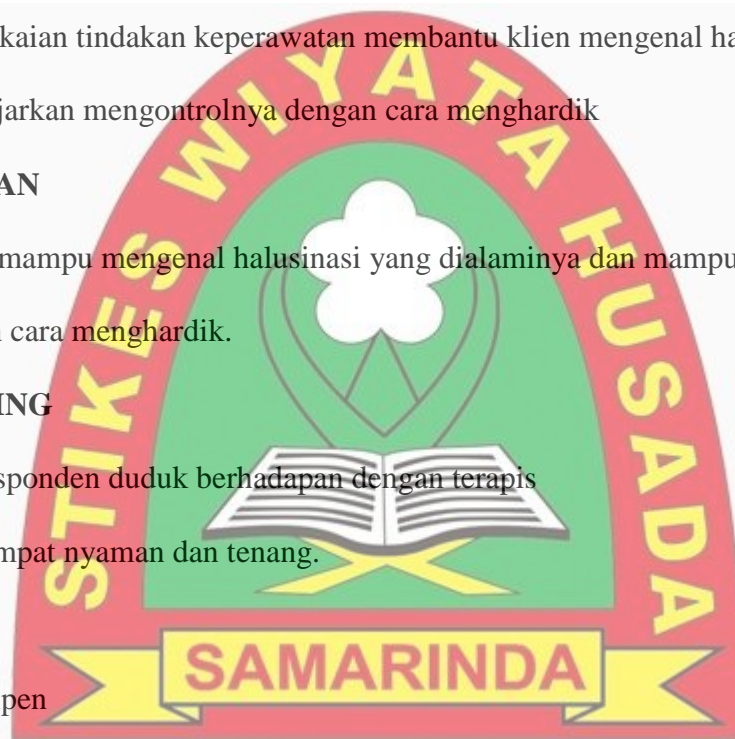 kaian tindakan keperawatan membantu klien mengenal ha
jarkan mengontrolnya dengan cara menghardik
AN
mampu mengenal halusinasi yang dialaminya dan mampu
cara menghardik.
ING
sponden duduk berhadapan dengan terapis
mpat nyaman dan tenang.
pen
STIKES WIYATA HUSADA
SAMARINDA